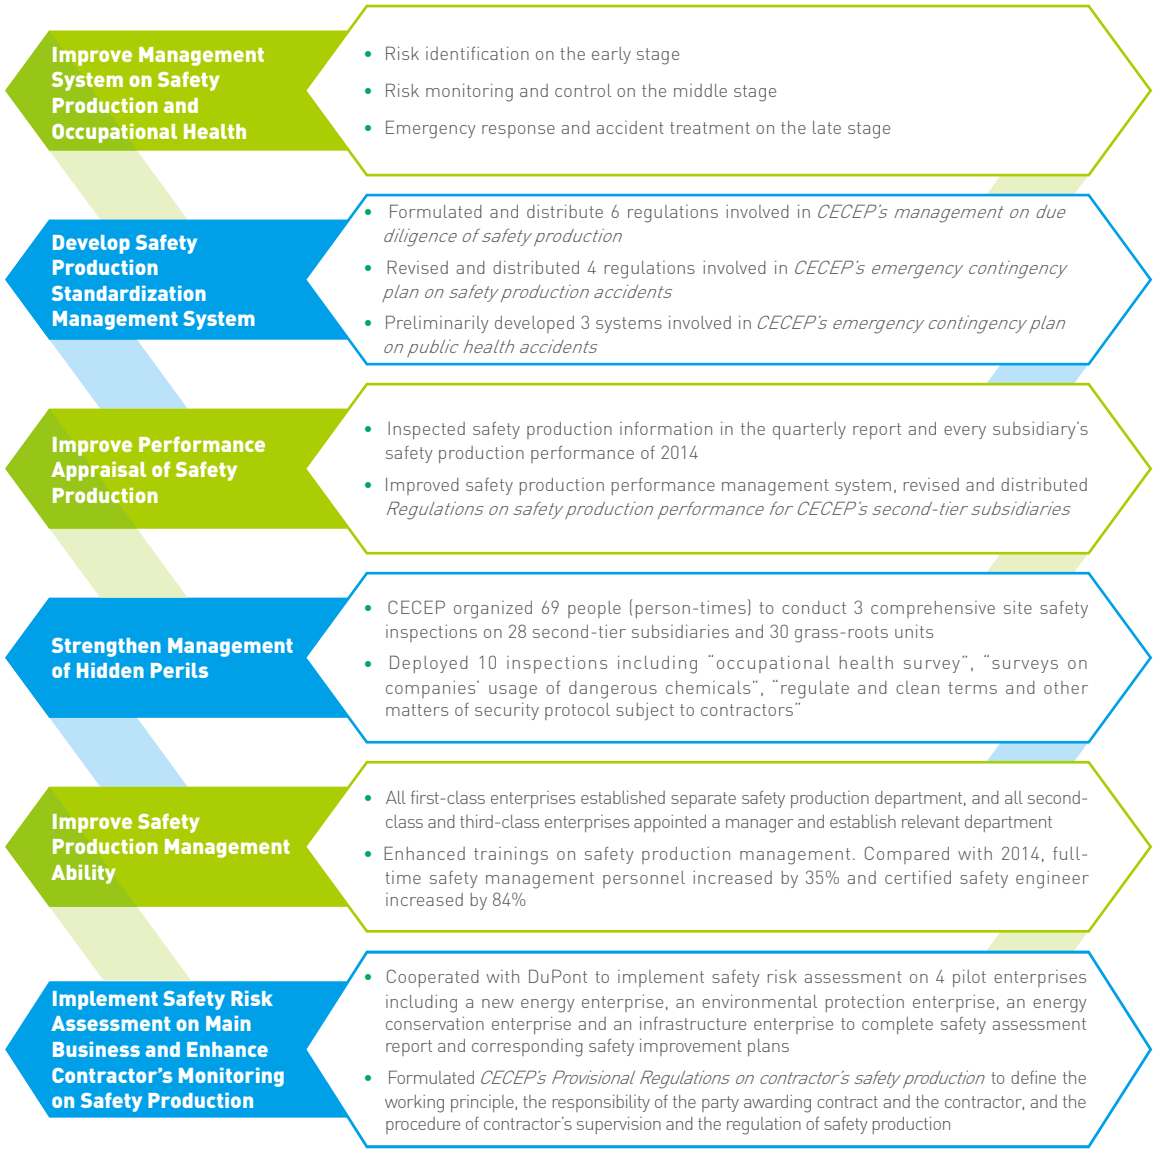 Improve Management
System on Safety
Production and
Occupational Health
• Risk identification on the early stage
• Risk monitoring and control on the middle stage
• Emergency response and accident treatment on the late stage
Develop Safety
Production
Standardization
Management System
• Formulated and distribute 6 regulations involved in CECEP's management on due
diligence of safety production
• Revised and distributed 4 regulations involved in CECEP's emergency contingency
plan on safety production accidents
• Preliminarily developed 3 systems involved in CECEP's emergency contingency plan
on public health accidents
Improve Performance
Appraisal of Safety
Production
• Inspected safety production information in the quarterly report and every subsidiary's
safety production performance of 2014
• Improved safety production performance management system, revised and distributed
Regulations on safety production performance for CECEP's second-tier subsidiaries
Strengthen Management
of Hidden Perils
• CECEP organized 69 people (person-times) to conduct 3 comprehensive site safety
inspections on 28 second-tier subsidiaries and 30 grass-roots units
• Deployed 10 inspections including "occupational health survey", "surveys on
companies' usage of dangerous chemicals", "regulate and clean terms and other
matters of security protocol subject to contractors"
Improve Safety
Production Management
Ability
• All first-class enterprises established separate safety production department, and all second-
class and third-class enterprises appointed a manager and establish relevant department
• Enhanced trainings on safety production management. Compared with 2014, full-
time safety management personnel increased by 35% and certified safety engineer
increased by 84%
Implement Safety Risk
Assessment on Main
Business and Enhance
Contractor's Monitoring
on Safety Production
• Cooperated with DuPont to implement safety risk assessment on 4 pilot enterprises
including a new energy enterprise, an environmental protection enterprise, an energy
conservation enterprise and an infrastructure enterprise to complete safety assessment
report and corresponding safety improvement plans
• Formulated CECEP's Provisional Regulations on contractor's safety production to define the
working principle, the responsibility of the party awarding contract and the contractor, and the
procedure of contractor's supervision and the regulation of safety production